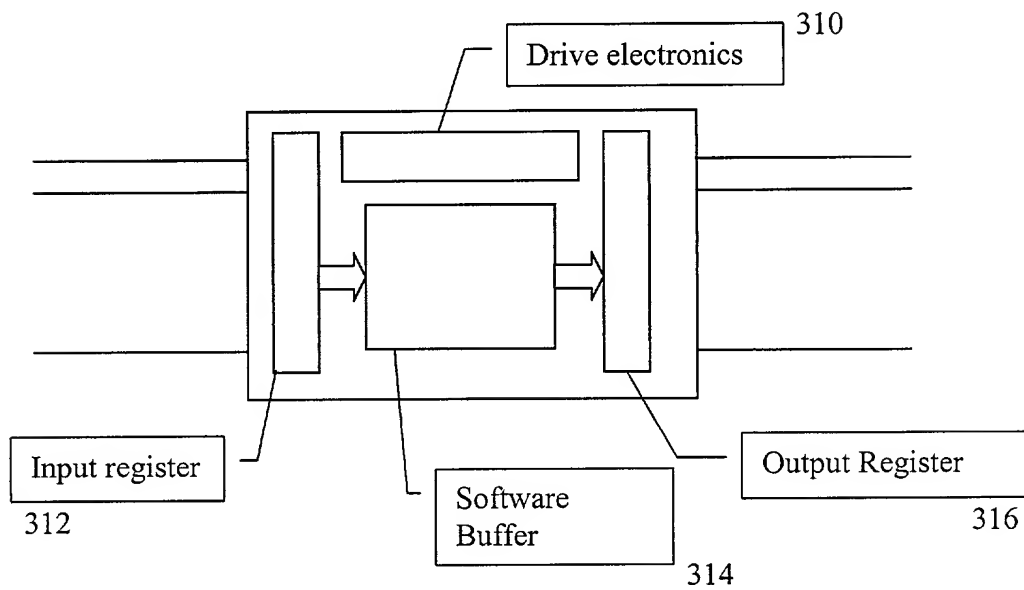 310
Drive electronics
Input register
312
Software
Buffer
314
Output Register
316